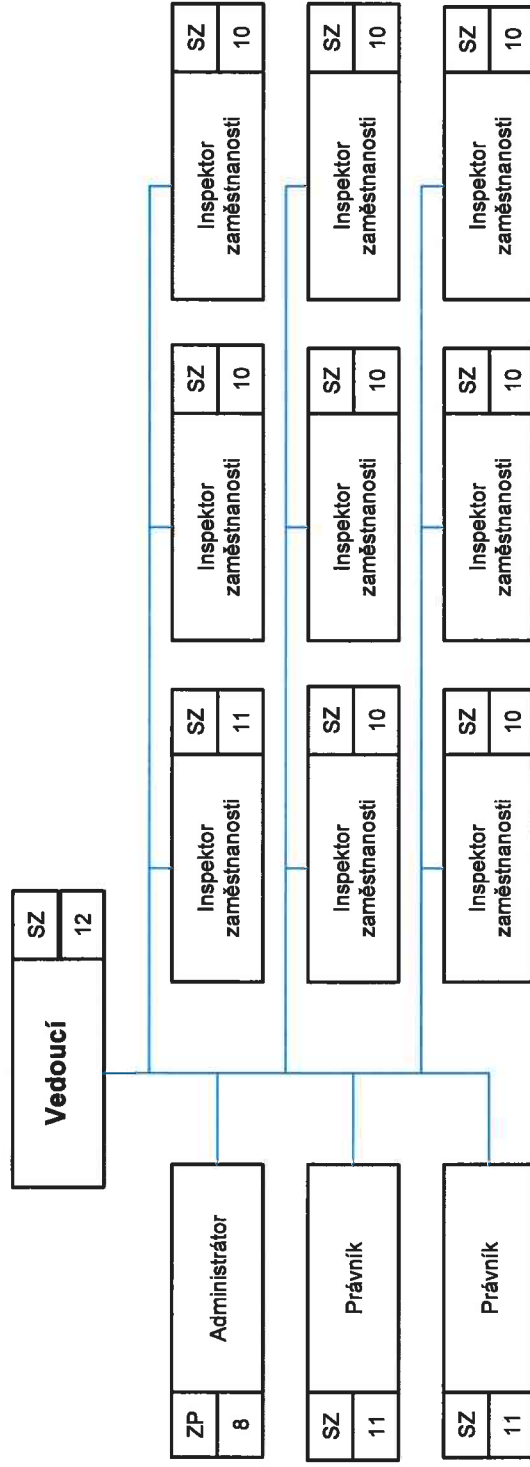 Vedoucí
SZ
12
ZP
8
Administrátor
Inspektor
zaměstnanosti
SZ
11
Inspektor
zaměstnanosti
SZ
10
Inspektor
zaměstnanosti
SZ
10
SZ
11
Právník
Inspektor
zaměstnanosti
SZ
10
Inspektor
zaměstnanosti
SZ
10
Inspektor
zaměstnanosti
SZ
10
SZ
11
Právník
Inspektor
zaměstnanosti
SZ
10
Inspektor
zaměstnanosti
SZ
10
Inspektor
zaměstnanosti
SZ
10